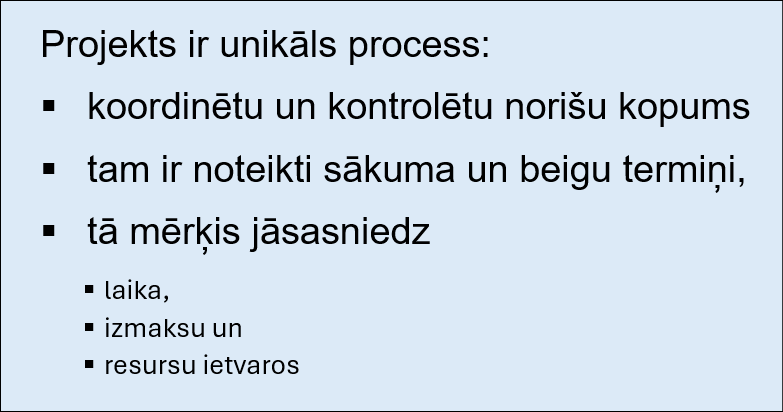 Projekts ir unikāls process:
▪ koordinētu un kontrolētu norišu kopums
▪ tam ir noteikti sākuma un beigu termiņi,
▪ tā mērķis jāsasniedz
▪ laika,
▪ izmaksu un
▪ resursu ietvaros